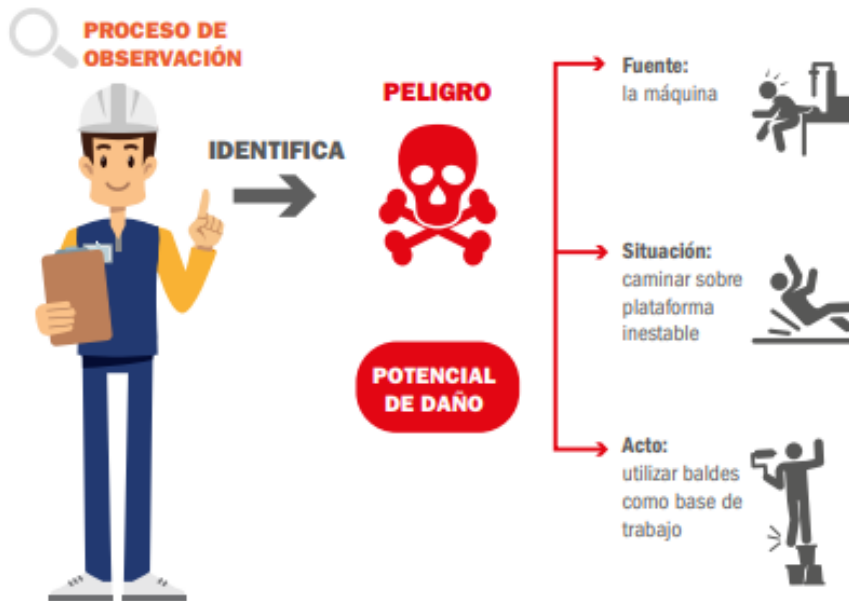 PROCESO DE
OBSERVACIÓN
IDENTIFICA
PELIGRO
POTENCIAL
DE DAÑO
Fuente:
la máquina
Situación:
caminar sobre
plataforma
inestable
Acto:
utilizar baldes
como base de
trabajo